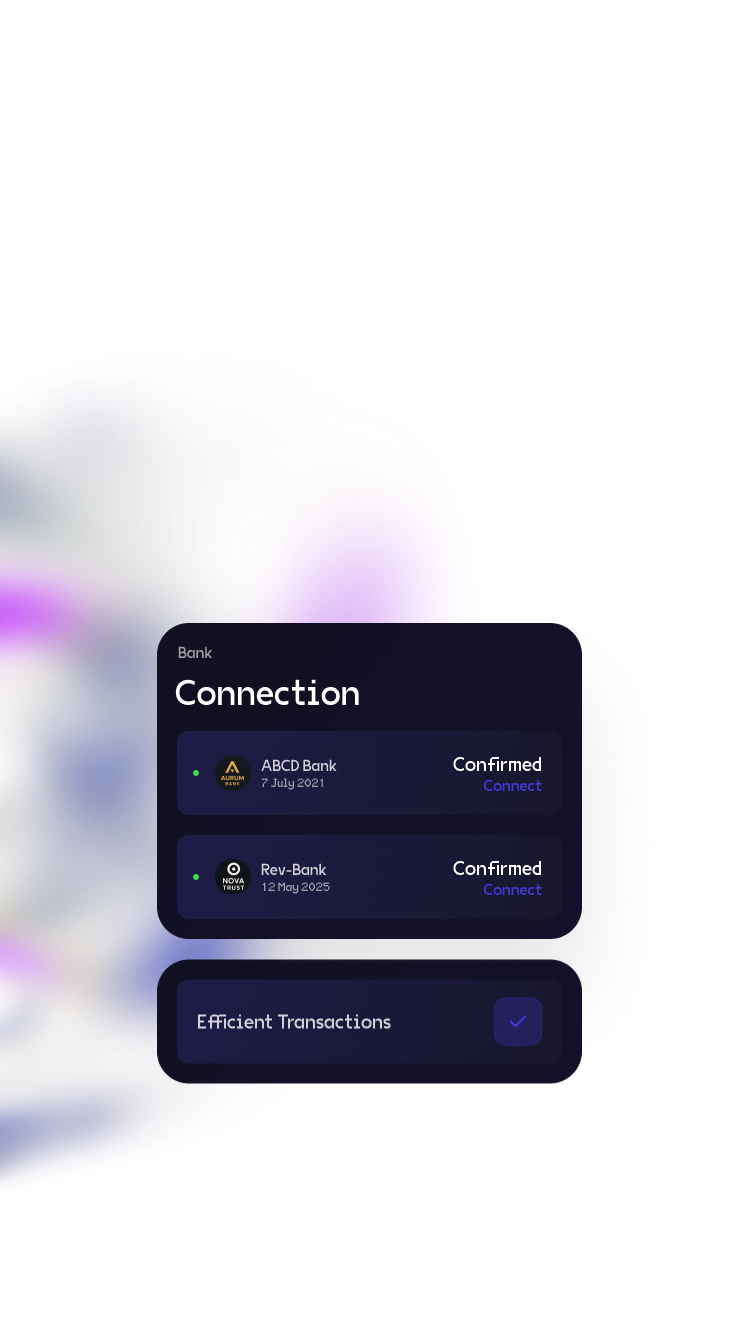 Bank
Connection
AURUM
BANK
ABCD Bank
7 July 2021
Confirmed
Connect
NOVA
TRUST
Rev-Bank
12 May 2025
Confirmed
Connect
Efficient Transactions